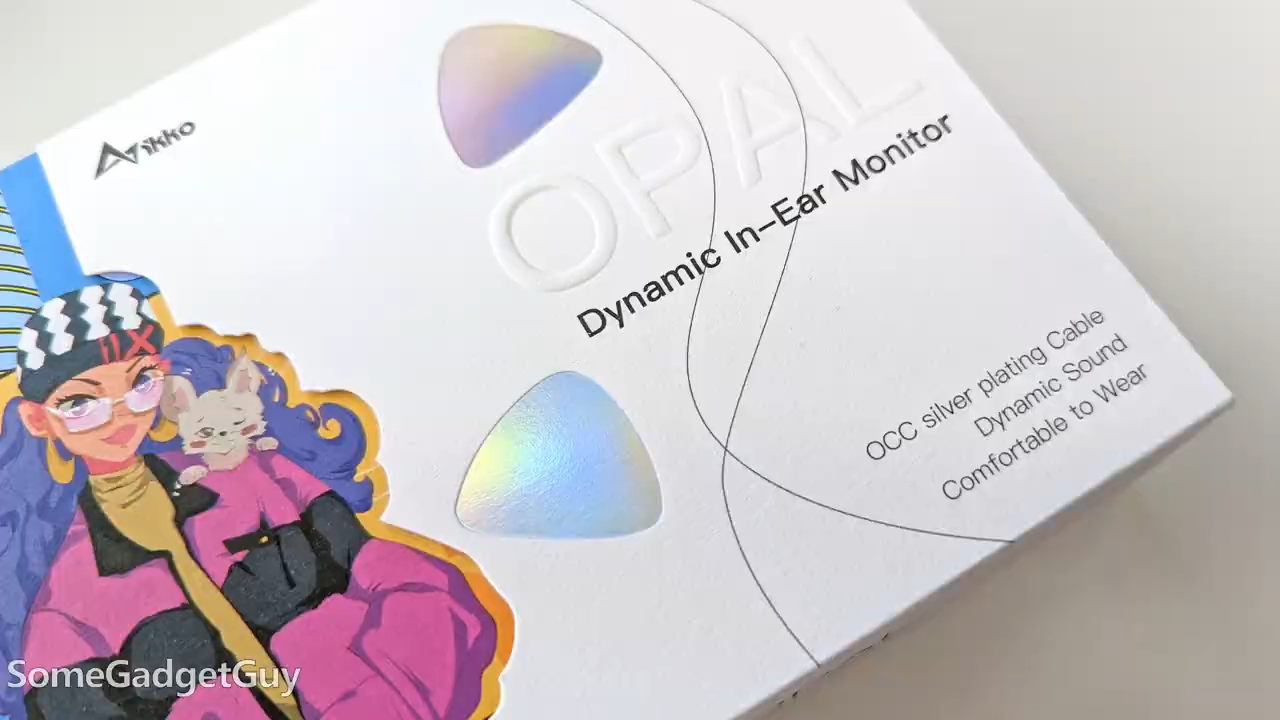 ikko
OPAL
Dynamic In-Ear Monitor
OCC silver plating Cable
Dynamic Sound
Comfortable to Wear
SomeGadgetGuy